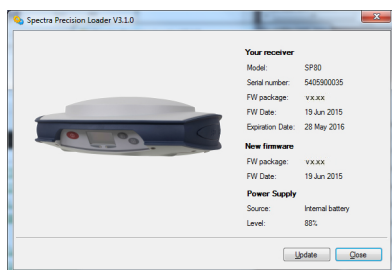 Spectra Precision Loader V3.1.0
Your receiver
Model: SP80
Serial number: 5405900035
FW package: vx.xx
FW Date: 19 Jun 2015
Expiration Date: 28 May 2016
New firmware
FW package: vx.xx
FW Date: 19 Jun 2015
Power Supply
Source: Internal battery
Level: 88%
Update Close